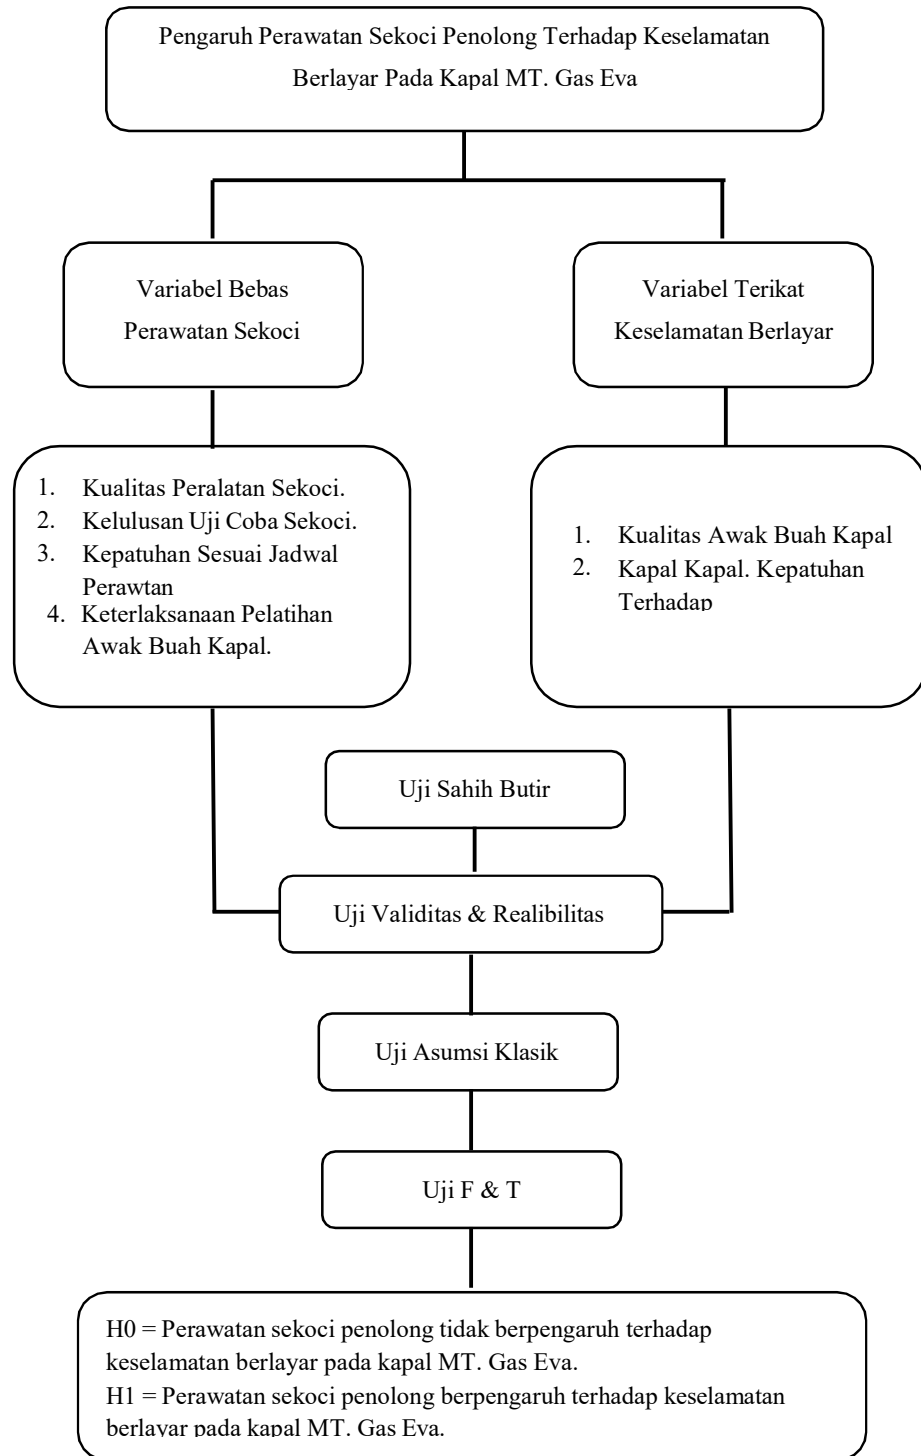 Pengaruh Perawatan Sekoci Penolong Terhadap Keselamatan
Berlayar Pada Kapal MT. Gas Eva
Variabel Bebas
Perawatan Sekoci
Variabel Terikat
Keselamatan Berlayar
1. Kualitas Peralatan Sekoci.
2. Kelulusan Uji Coba Sekoci.
3. Kepatuhan Sesuai Jadwal
Perawtan
4. Keterlaksanaan Pelatihan
Awak Buah Kapal.
1. Kualitas Awak Buah Kapal
2. Kapal Kapal. Kepatuhan
Terhadap
Uji Sahih Butir
Uji Validitas & Realibilitas
Uji Asumsi Klasik
Uji F & T
H0 = Perawatan sekoci penolong tidak berpengaruh terhadap
keselamatan berlayar pada kapal MT. Gas Eva.
H1 = Perawatan sekoci penolong berpengaruh terhadap keselamatan
berlayar pada kapal MT. Gas Eva.